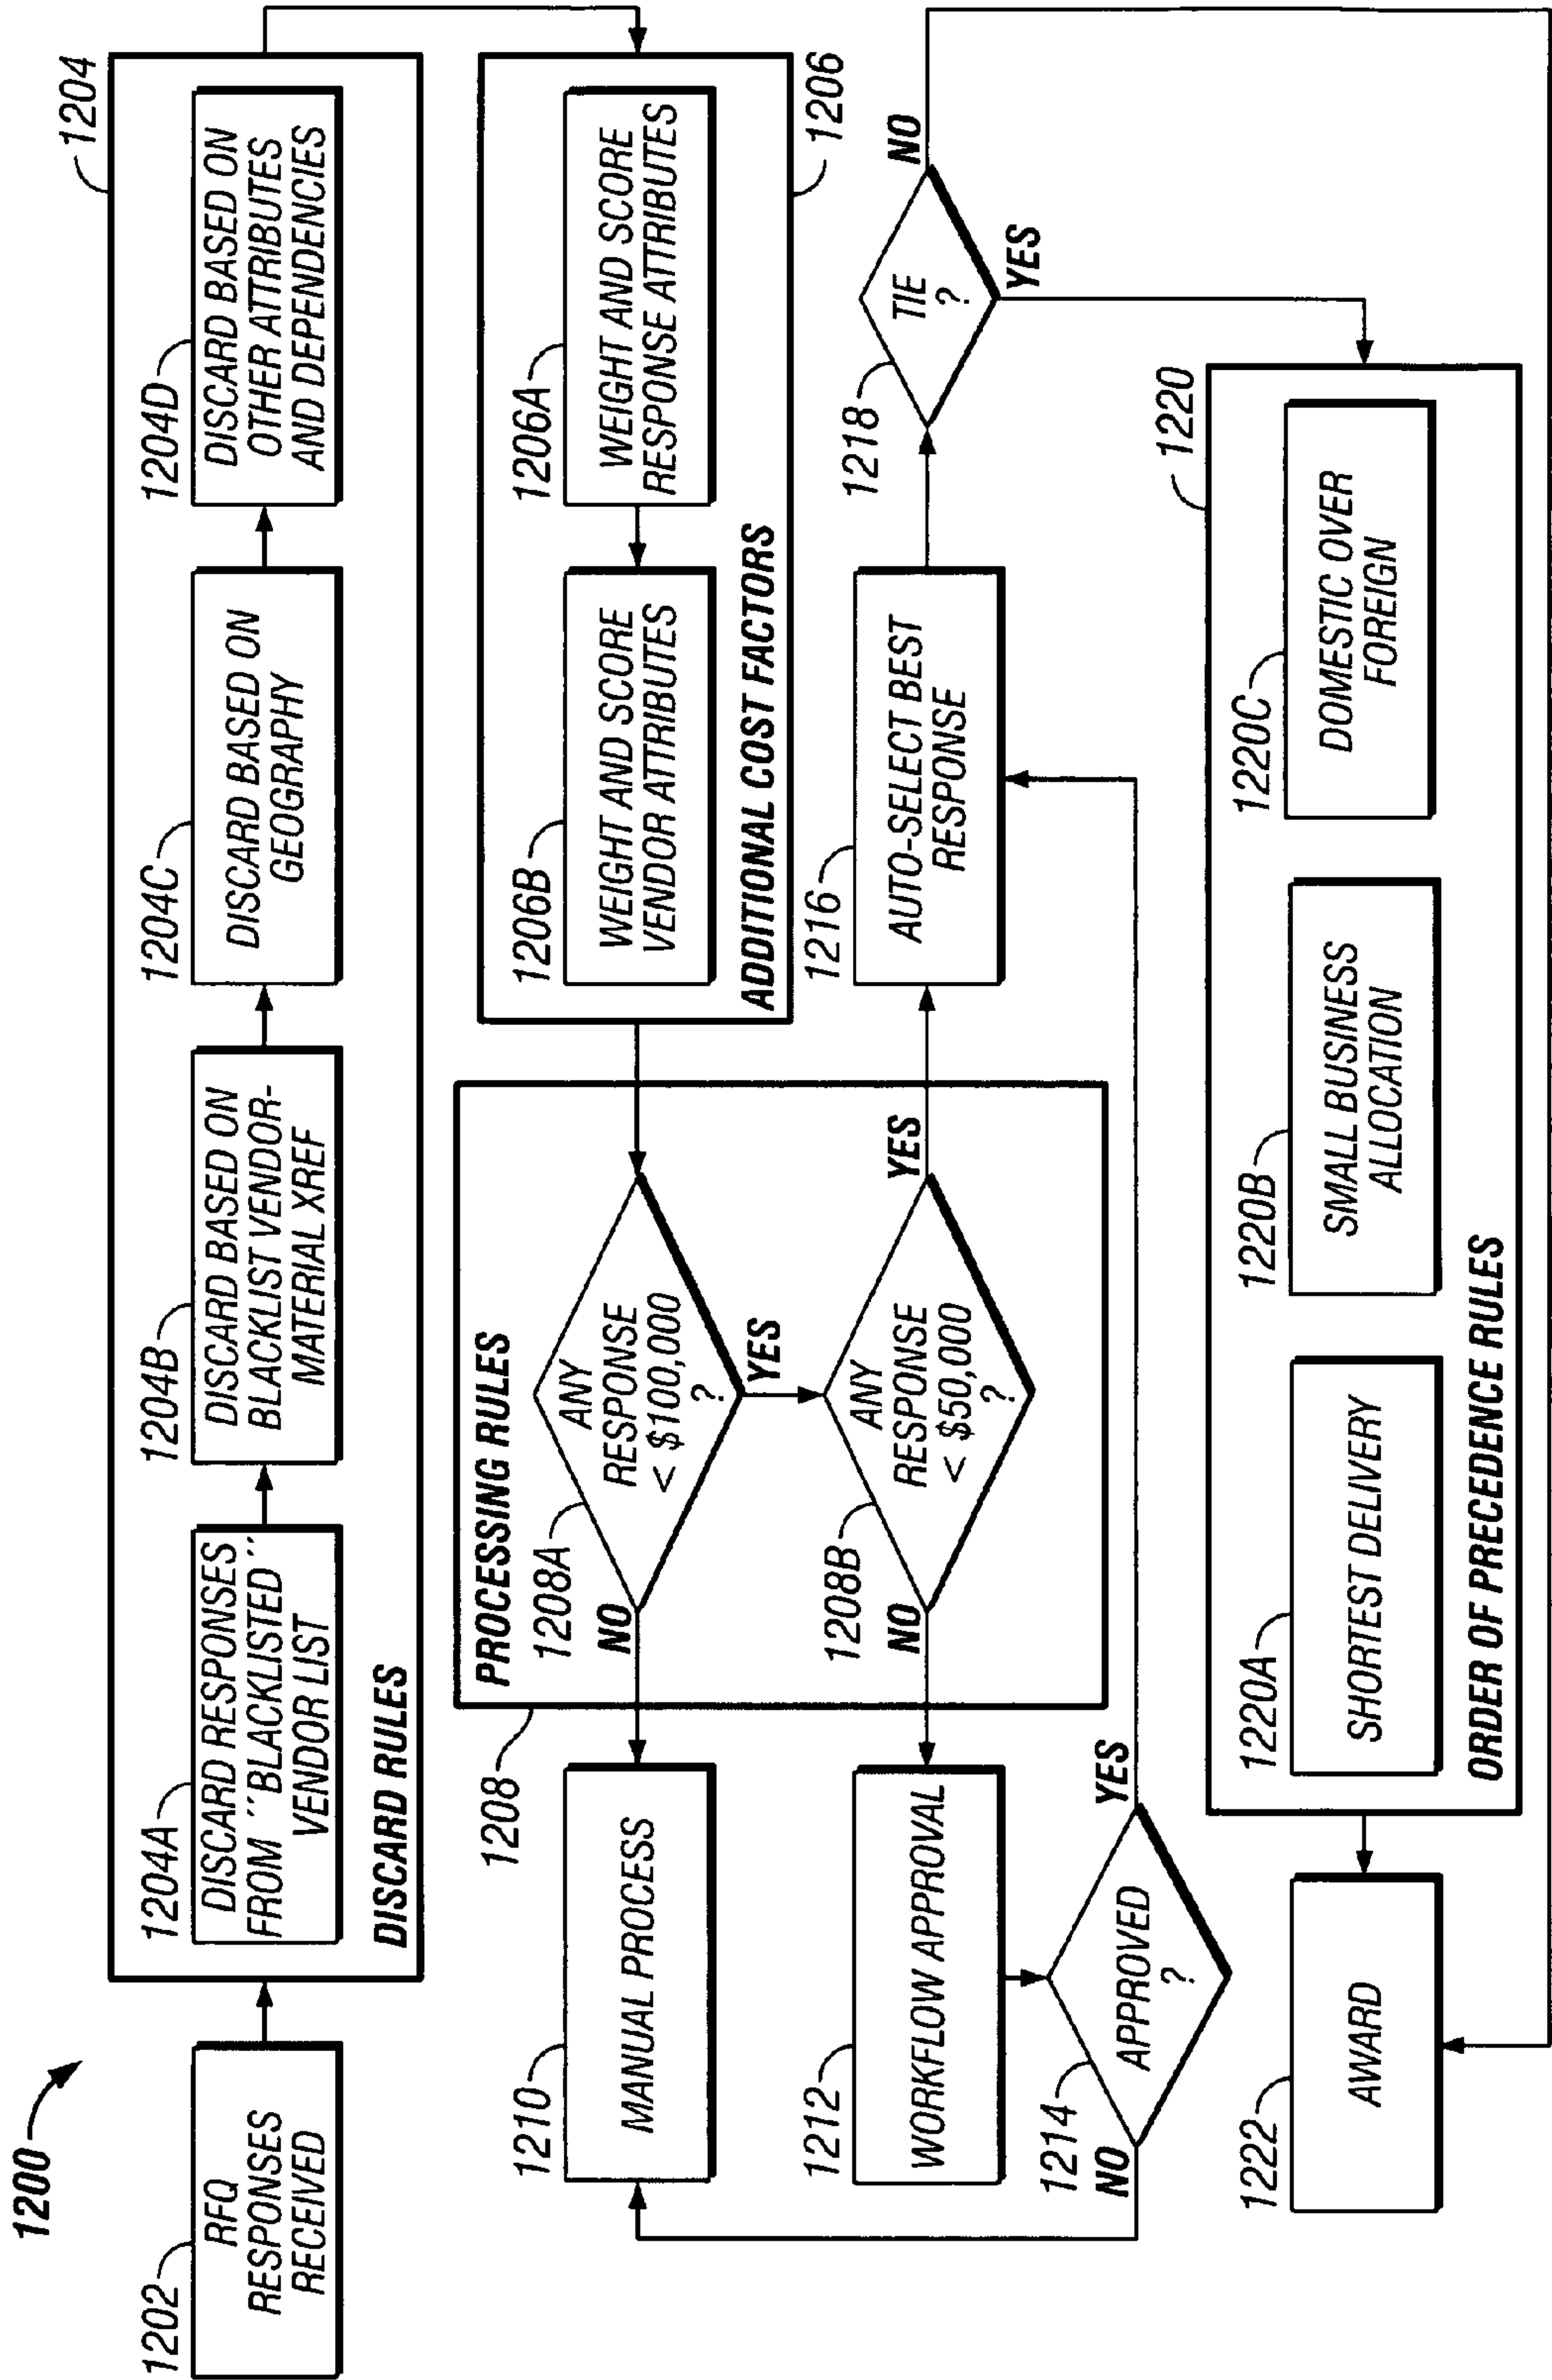 1200
1202
RFQ
RESPONSES
RECEIVED
1204
1204A
DISCARD RESPONSES
FROM "BLACKLISTED"
VENDOR LIST
1204B
DISCARD BASED ON
BLACKLIST VENDOR-
MATERIAL XREF
1204C
DISCARD BASED ON
GEOGRAPHY
1204D
DISCARD BASED ON
OTHER ATTRIBUTES
AND DEPENDENCIES
DISCARD RULES
1206
1206A
WEIGHT AND SCORE
RESPONSE ATTRIBUTES
1206B
WEIGHT AND SCORE
VENDOR ATTRIBUTES
ADDITIONAL COST FACTORS
1208
PROCESSING RULES
1208A
ANY
RESPONSE
< $100,000
?
NO
YES
1208B
ANY
RESPONSE
< $50,000
?
NO
YES
1210
MANUAL PROCESS
1212
WORKFLOW APPROVAL
1214
APPROVED
?
NO
YES
1216
AUTO-SELECT BEST
RESPONSE
1218
TIE
?
NO
YES
1220
1220A
SHORTEST DELIVERY
1220B
SMALL BUSINESS
ALLOCATION
1220C
DOMESTIC OVER
FOREIGN
ORDER OF PRECEDENCE RULES
1222
AWARD